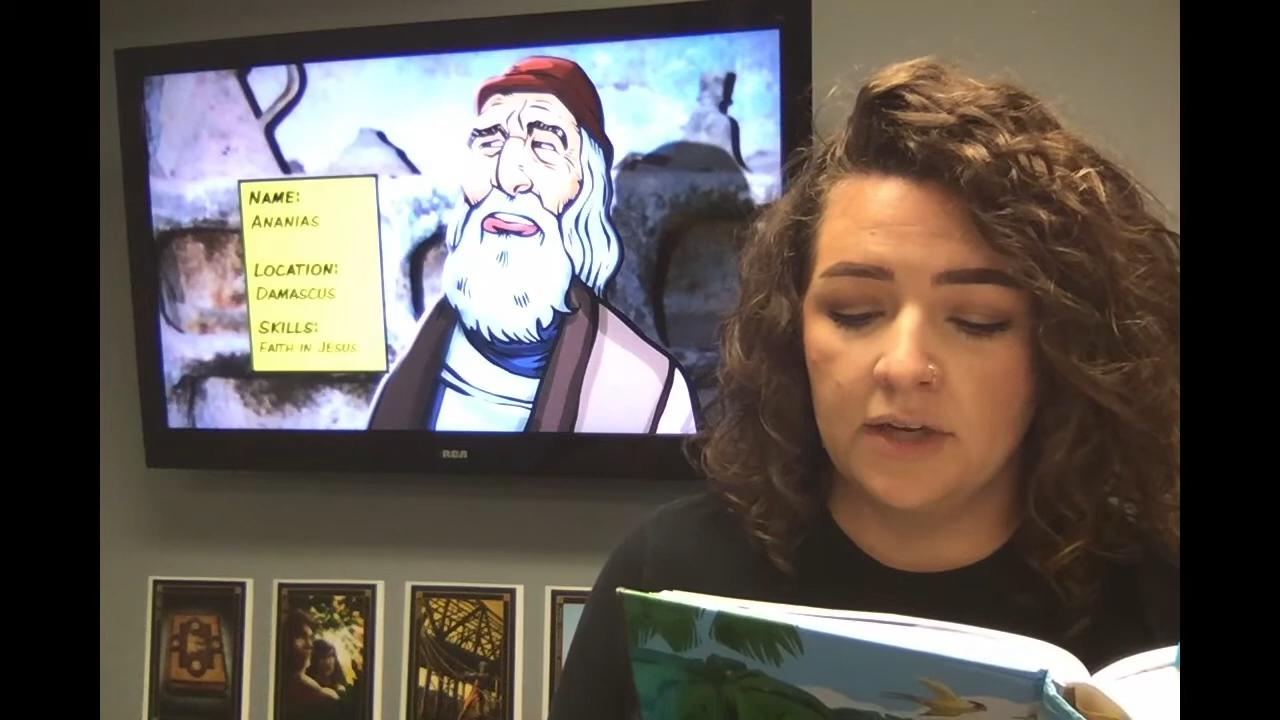 NAME:
ANANIAS
LOCATION:
DAMASCUS
SKILLS:
FAITH IN JESUS
RCA